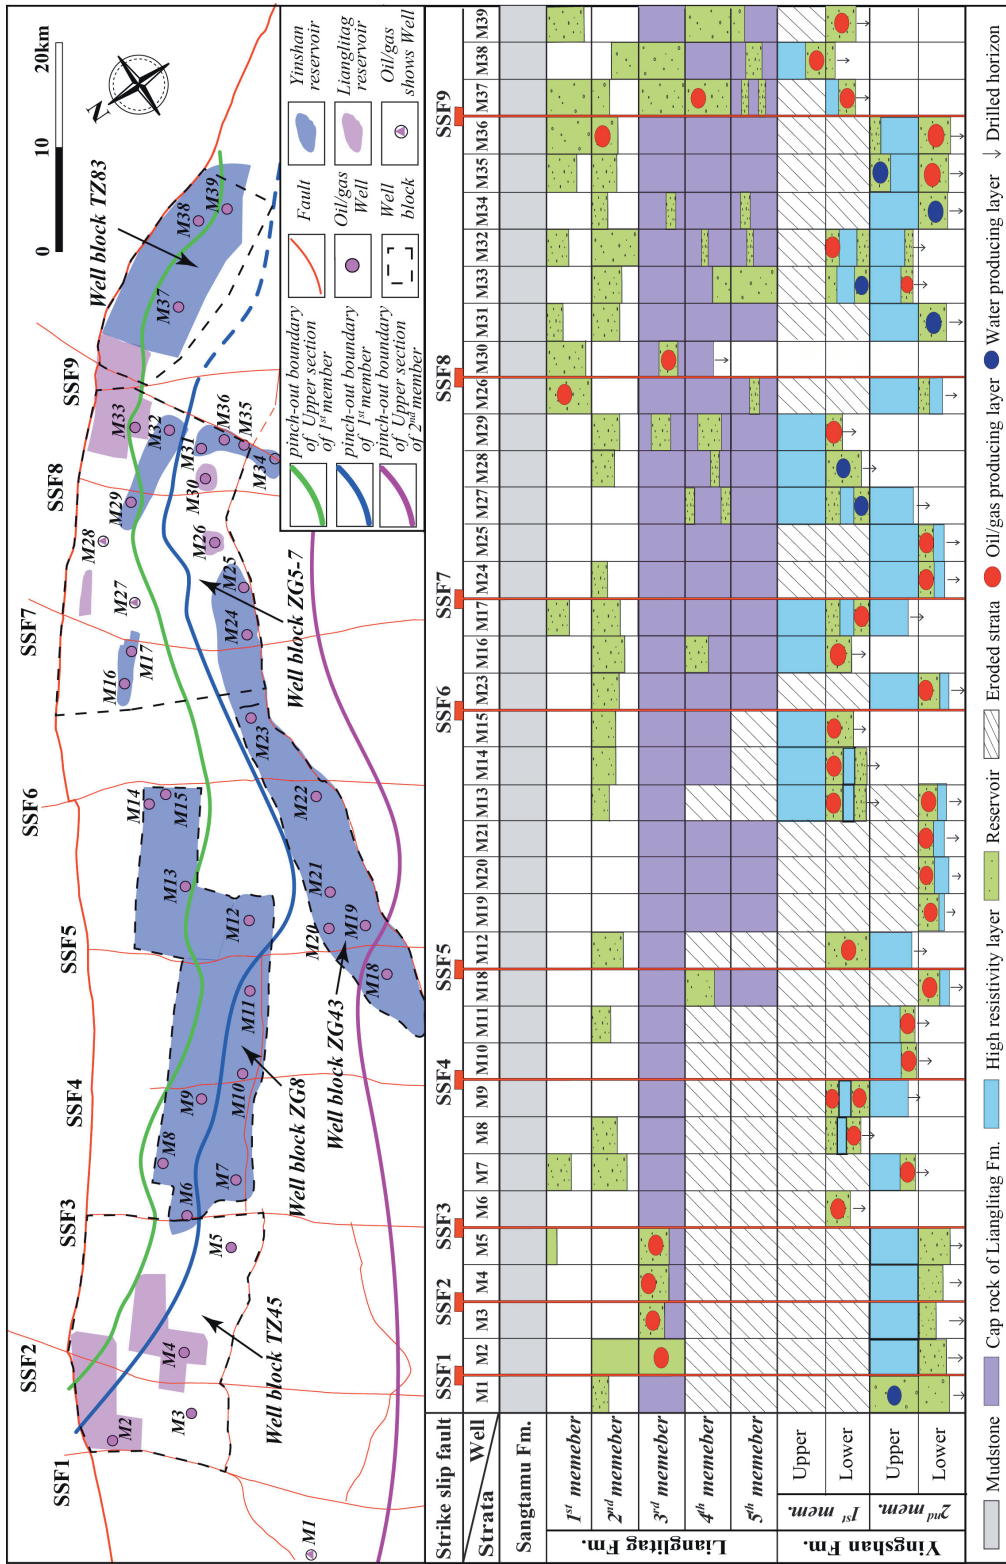 SSF1
SSF2
SSF3
SSF4
SSF5
SSF6
SSF7
SSF8
SSF9
M1
M2
M3
M4
M5
M6
M7
M8
M9
M10
M11
M12
M13
M14
M15
M16
M17
M18
M19
M20
M21
M22
M23
M24
M25
M26
M27
M28
M29
M30
M31
M32
M33
M34
M35
M36
M37
M38
M39
Well block TZ45
Well block ZG8
Well block ZG43
Well block ZG5-7
Well block TZ83
0 10 20km
N
pinch-out boundary
of Upper section
of 1st member
pinch-out boundary
of 1st member
pinch-out boundary
of Upper section
of 2nd member
Fault
Oil/gas
Well
Well
block
Yinshan
reservoir
Lianglitag
reservoir
Oil/gas
shows Well
Strike slip fault
SSF1 SSF2 SSF3 SSF4 SSF5 SSF6 SSF7 SSF8 SSF9
Well
Strata
M1 M2 M3 M4 M5 M6 M7 M8 M9 M10 M11 M18 M12 M19 M20 M21 M13 M14 M15 M23 M16 M17 M24 M25 M27 M28 M29 M26 M30 M31 M33 M32 M34 M35 M36 M37 M38 M39
Sangtamu Fm.
Lianglitag Fm.
1st memeber
2nd memeber
3rd memeber
4th memeber
5th memeber
Yingshan Fm.
1st mem.
Upper
Lower
2nd mem.
Upper
Lower
Mudstone
Cap rock of Lianglitag Fm.
High resistivity layer
Reservoir
Eroded strata
Oil/gas producing layer
Water producing layer
Drilled horizon